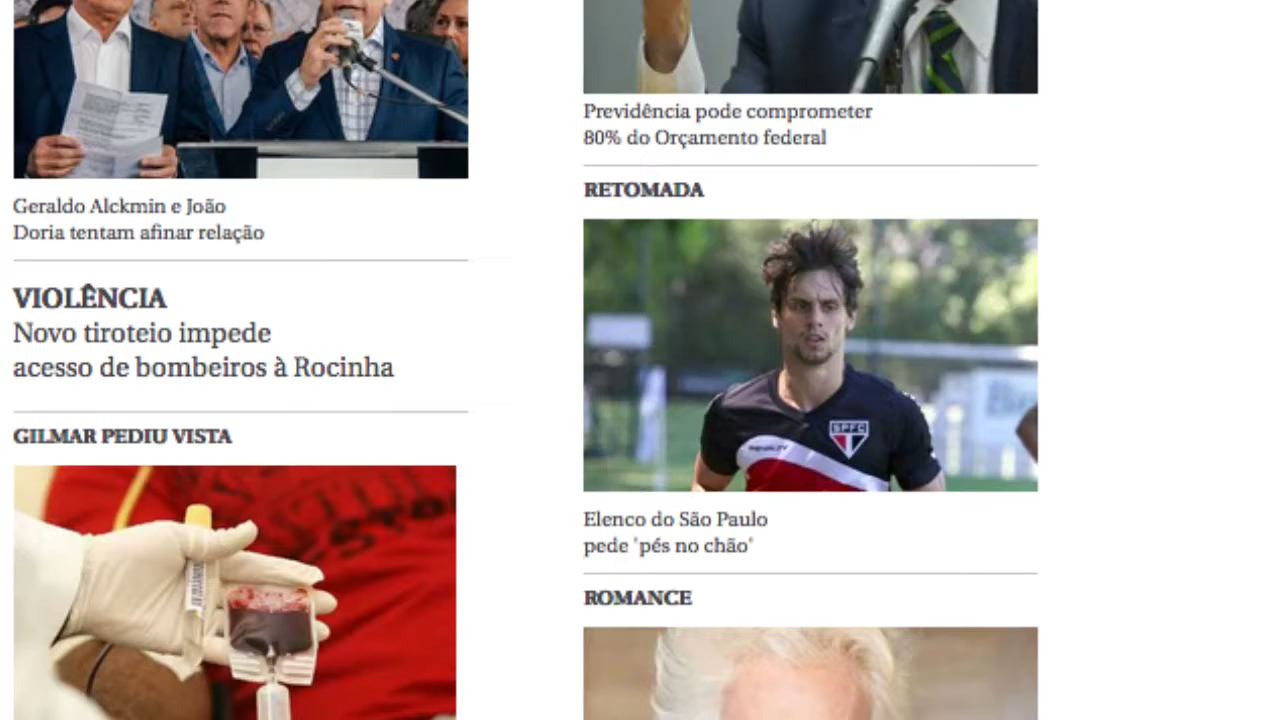 Geraldo Alckmin e João
Doria tentam afinar relação
VIOLÊNCIA
Novo tiroteio impede
acesso de bombeiros à Rocinha
GILMAR PEDIU VISTA
Previdência pode comprometer
80% do Orçamento federal
RETOMADA
SPFC
Elenco do São Paulo
pede 'pés no chão'
ROMANCE